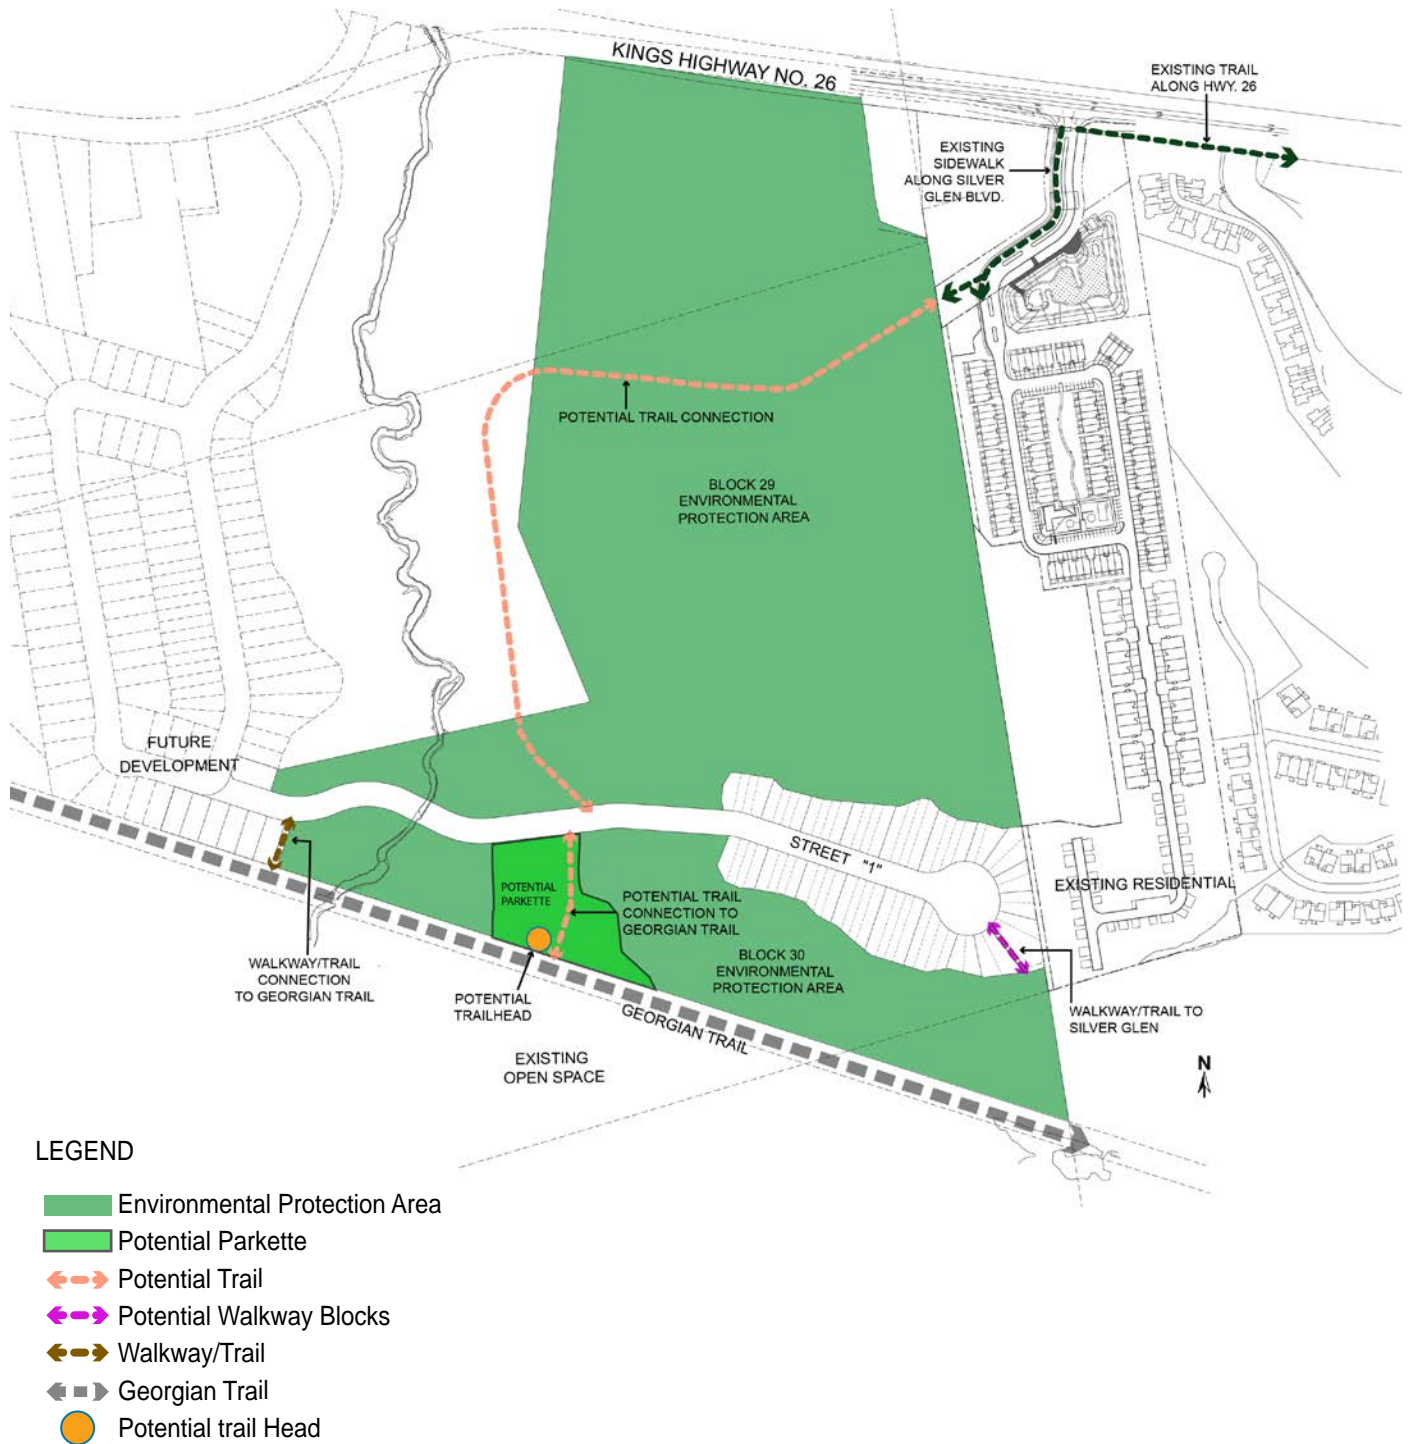 KINGS HIGHWAY NO. 26
EXISTING TRAIL
ALONG HWY. 26
EXISTING
SIDEWALK
ALONG SILVER
GLEN BLVD.
POTENTIAL TRAIL CONNECTION
BLOCK 29
ENVIRONMENTAL
PROTECTION AREA
FUTURE
DEVELOPMENT
STREET "1"
EXISTING RESIDENTIAL
POTENTIAL
PARKETTE
POTENTIAL TRAIL
CONNECTION TO
GEORGIAN TRAIL
BLOCK 30
ENVIRONMENTAL
PROTECTION AREA
WALKWAY/TRAIL
CONNECTION
TO GEORGIAN TRAIL
POTENTIAL
TRAILHEAD
GEORGIAN TRAIL
WALKWAY/TRAIL TO
SILVER GLEN
EXISTING
OPEN SPACE
N
LEGEND
Environmental Protection Area
Potential Parkette
Potential Trail
Potential Walkway Blocks
Walkway/Trail
Georgian Trail
Potential trail Head